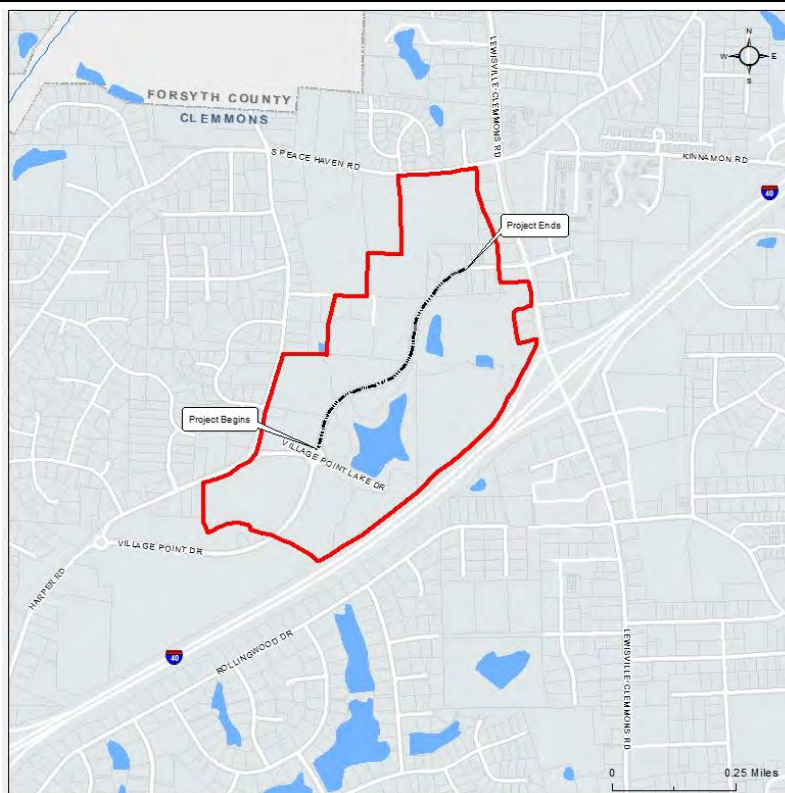 N
W E
S
FORSYTH COUNTY
CLEMMONS
LEWISVILLE-CLEMMONS RD
S PEACE HAVEN RD
KINNAMON RD
40
Project Ends
Project Begins
VILLAGE POINT LAKE DR
VILLAGE POINT DR
HARPER RD
40
ROLLINGWOOD DR
LEWISVILLE-CLEMMONS RD
0 0.25 Miles